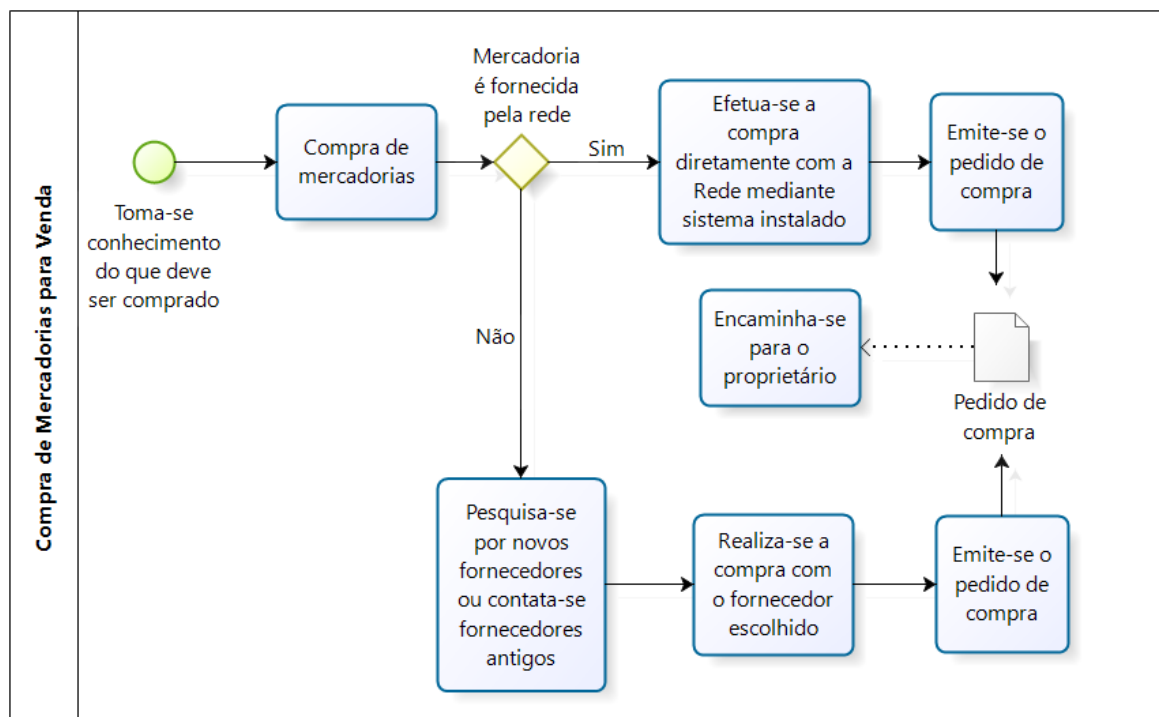 Compra de Mercadorias para Venda
Toma-se
conhecimento
do que deve
ser comprado
Compra de
mercadorias
Mercadoria
é fornecida
pela rede
Sim
Efetua-se a
compra
diretamente com a
Rede mediante
sistema instalado
Emite-se o
pedido de
compra
Não
Encaminha-se
para o
proprietário
Pedido de
compra
Pesquisa-se
por novos
fornecedores
ou contata-se
fornecedores
antigos
Realiza-se a
compra com
o fornecedor
escolhido
Emite-se o
pedido de
compra